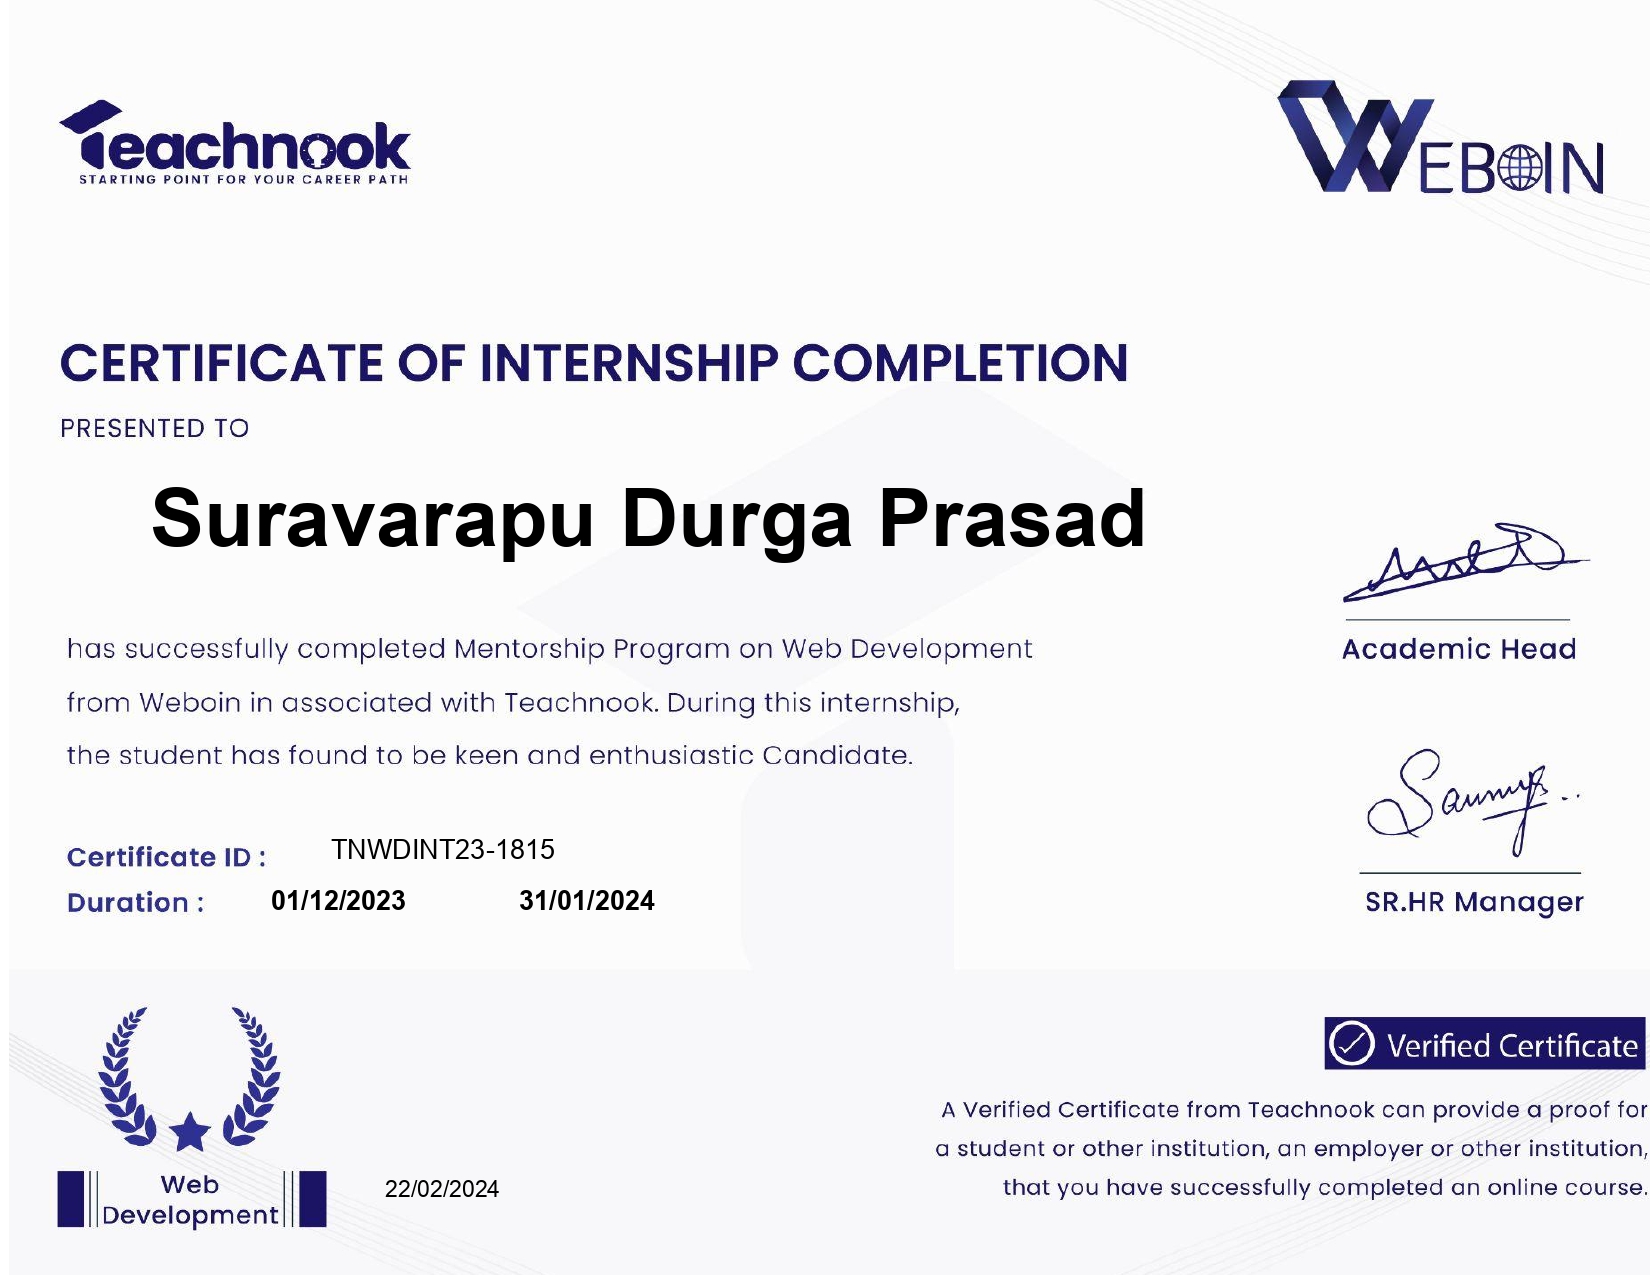 Teachnook
STARTING POINT FOR YOUR CAREER PATH
WEBOIN
CERTIFICATE OF INTERNSHIP COMPLETION
PRESENTED TO
Suravarapu Durga Prasad
has successfully completed Mentorship Program on Web Development
from Weboin in associated with Teachnook. During this internship,
the student has found to be keen and enthusiastic Candidate.
Certificate ID : TNWDINT23-1815
Duration : 01/12/2023 31/01/2024
Academic Head
SR.HR Manager
Web
Development
22/02/2024
Verified Certificate
A Verified Certificate from Teachnook can provide a proof for
a student or other institution, an employer or other institution,
that you have successfully completed an online course.